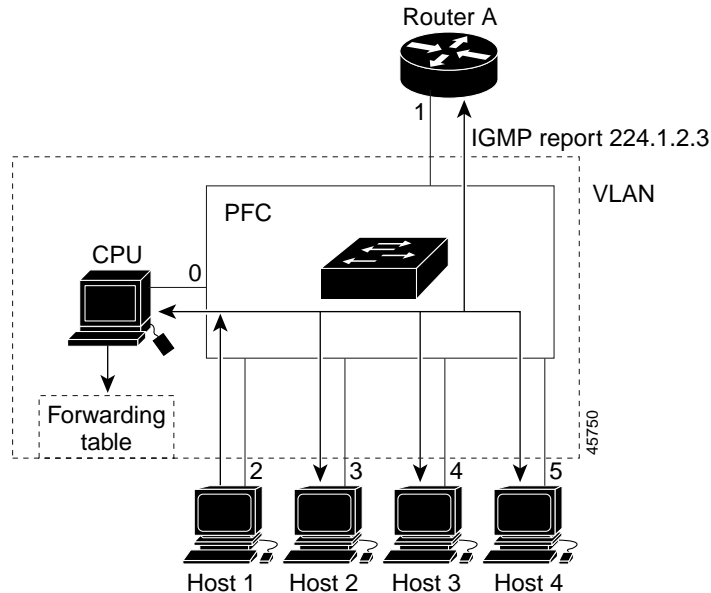 Router A
1
IGMP report 224.1.2.3
VLAN
PFC
CPU
0
Forwarding
table
45750
2
3
4
5
Host 1
Host 2
Host 3
Host 4